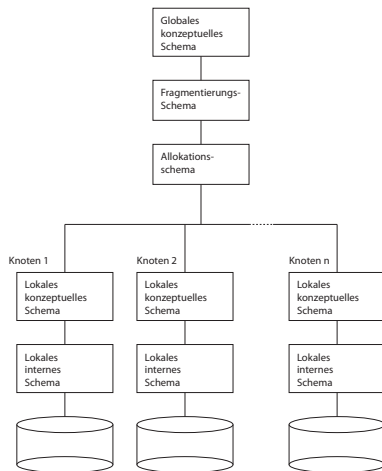 Globales
konzeptuelles
Schema
Fragmentierungs-
Schema
Allokations-
schema
Knoten 1
Knoten 2
Knoten n
Lokales
konzeptuelles
Schema
Lokales
konzeptuelles
Schema
Lokales
konzeptuelles
Schema
Lokales
internes
Schema
Lokales
internes
Schema
Lokales
internes
Schema